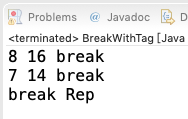 Problems @ Javadoc
<terminated> BreakWithTag [Java
8 16 break
7 14 break
break Rep